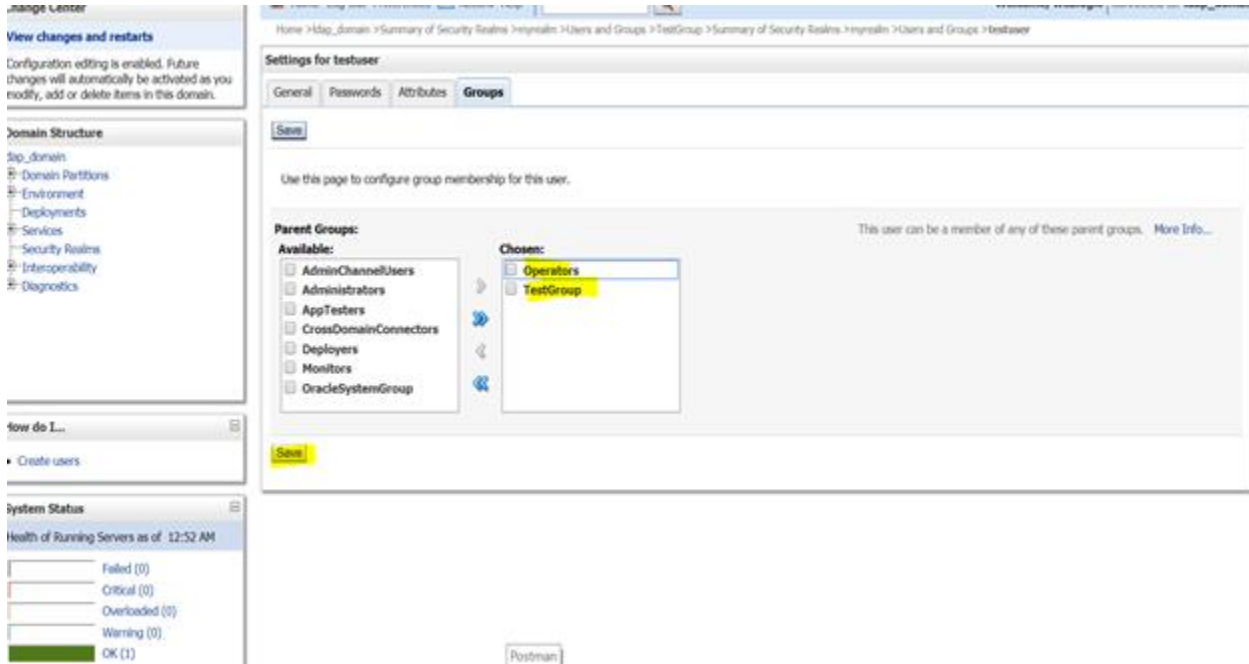 Change Center
View changes and restarts
Configuration editing is enabled. Future
changes will automatically be activated as you
modify, add or delete items in this domain.
Domain Structure
ldap_domain
Domain Partitions
Environment
Deployments
Services
Security Realms
Interoperability
Diagnostics
How do I...
Create users
System Status
Health of Running Servers as of 12:52 AM
Failed (0)
Critical (0)
Overloaded (0)
Warning (0)
OK (1)
Home >ldap_domain >Summary of Security Realms >myrealm >Users and Groups >TestGroup >Summary of Security Realms >myrealm >Users and Groups >testuser
Settings for testuser
General Passwords Attributes Groups
Save
Use this page to configure group membership for this user.
Parent Groups:
This user can be a member of any of these parent groups. More Info...
Available:
AdminChannelUsers
Administrators
AppTesters
CrossDomainConnectors
Deployers
Monitors
OracleSystemGroup
Chosen:
Operators
TestGroup
Save
Postman